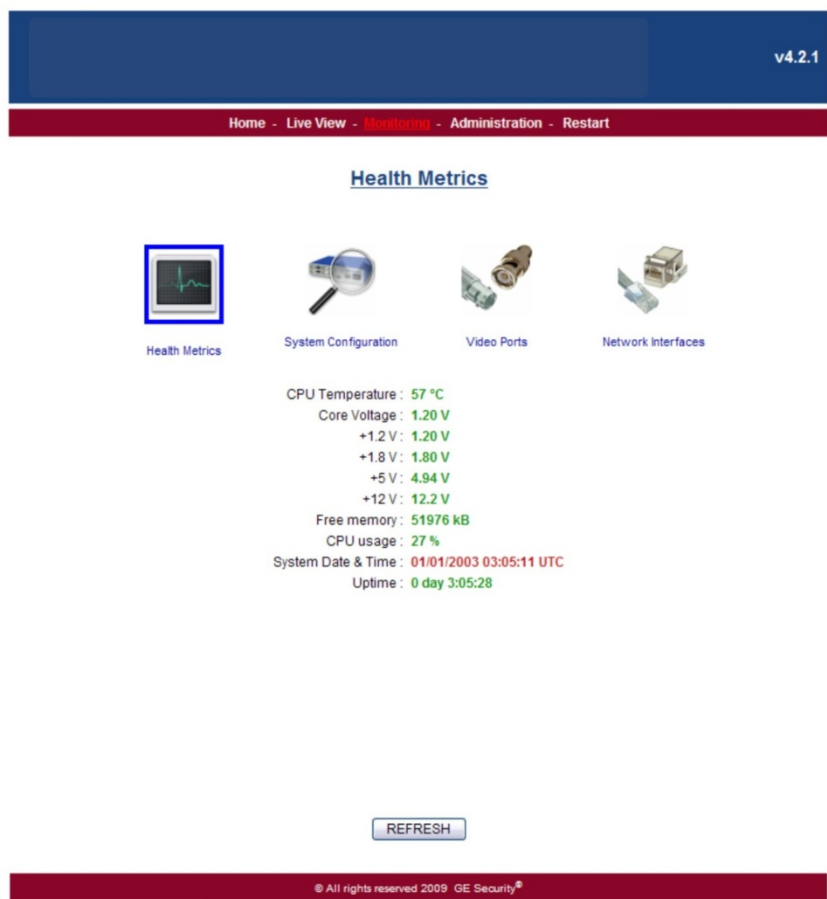 v4.2.1
Home - Live View - Monitoring - Administration - Restart
Health Metrics
Health Metrics
System Configuration
Video Ports
Network Interfaces
CPU Temperature : 57 °C
Core Voltage : 1.20 V
+1.2 V : 1.20 V
+1.8 V : 1.80 V
+5 V : 4.94 V
+12 V : 12.2 V
Free memory : 51976 kB
CPU usage : 27 %
System Date & Time : 01/01/2003 03:05:11 UTC
Uptime : 0 day 3:05:28
REFRESH
© All rights reserved 2009 GE Security®